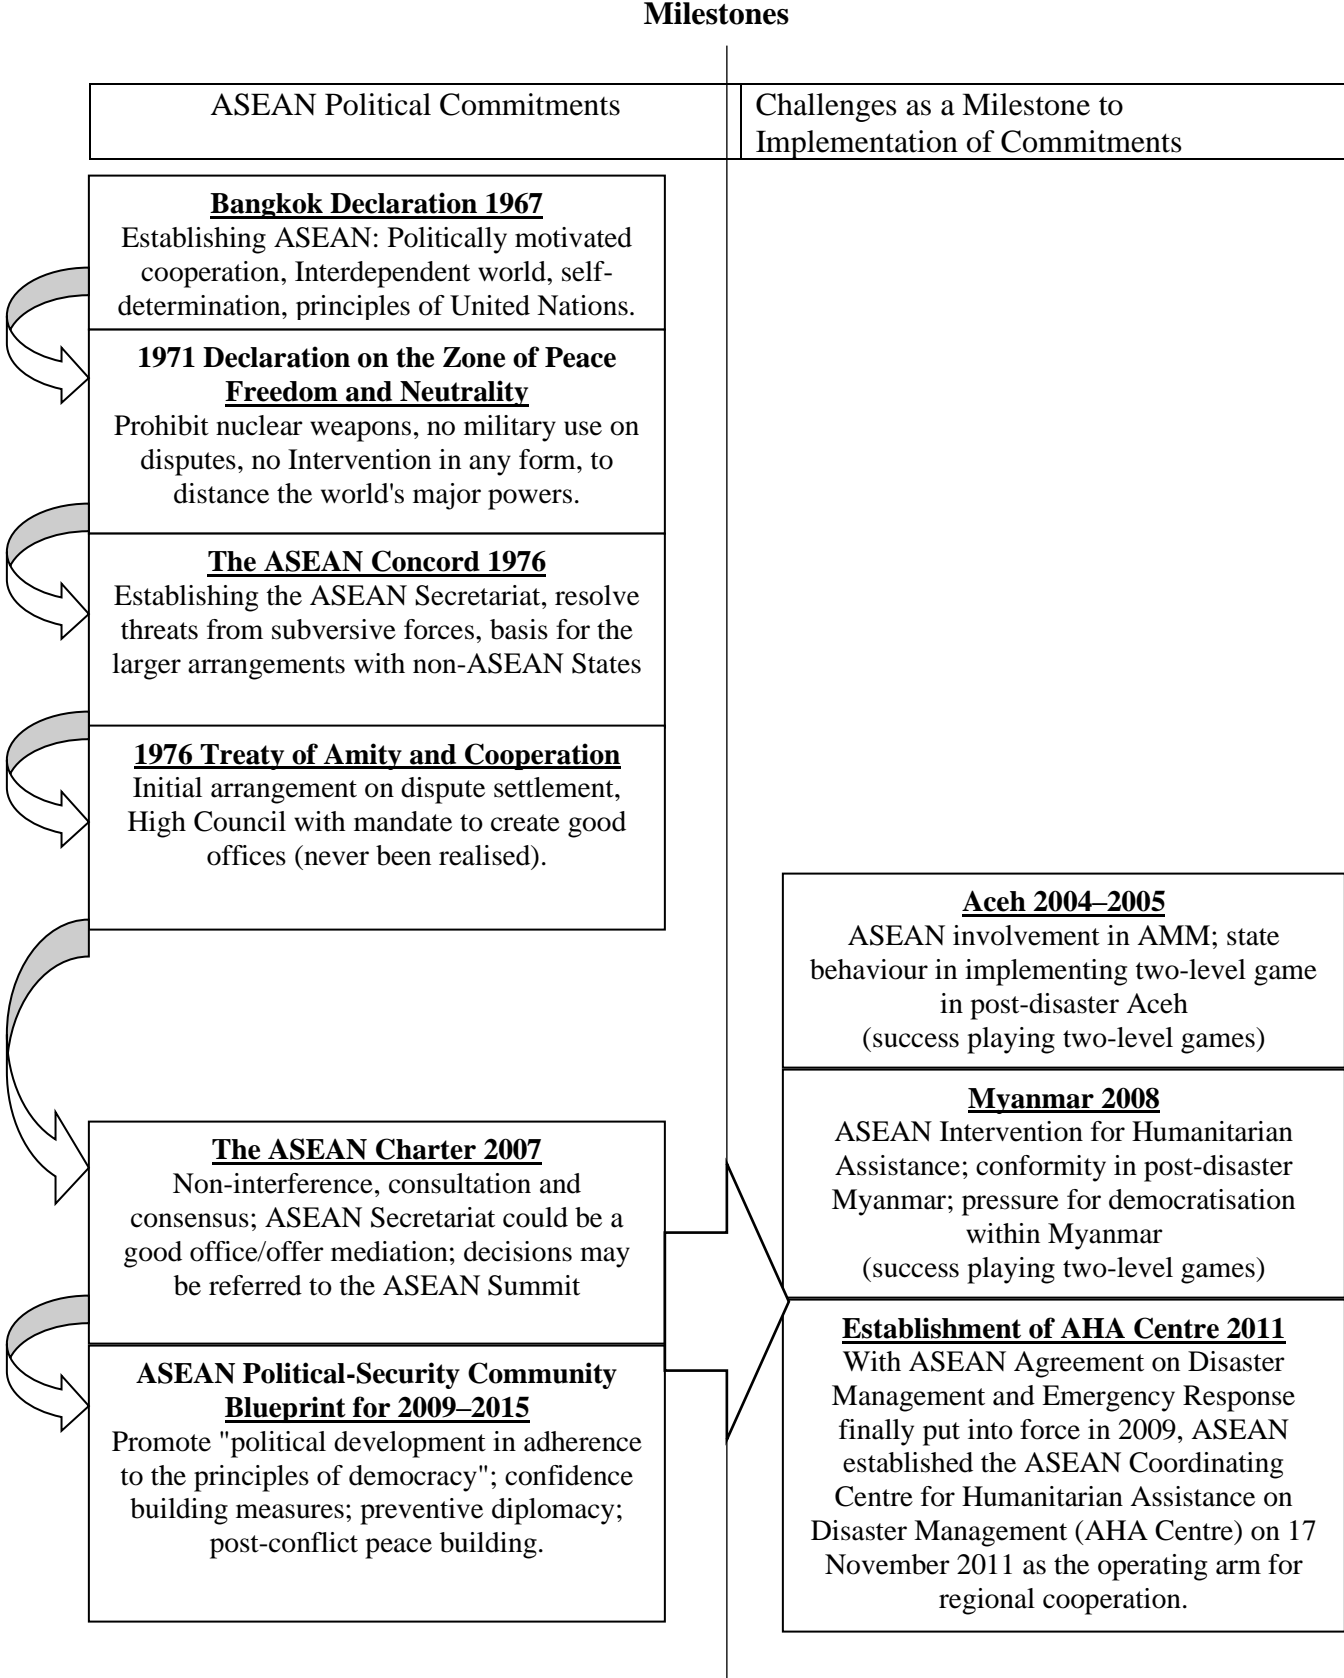 Milestones
ASEAN Political Commitments
Challenges as a Milestone to
Implementation of Commitments
Bangkok Declaration 1967
Establishing ASEAN: Politically motivated
cooperation, Interdependent world, self-
determination, principles of United Nations.
1971 Declaration on the Zone of Peace
Freedom and Neutrality
Prohibit nuclear weapons, no military use on
disputes, no Intervention in any form, to
distance the world's major powers.
The ASEAN Concord 1976
Establishing the ASEAN Secretariat, resolve
threats from subversive forces, basis for the
larger arrangements with non-ASEAN States
1976 Treaty of Amity and Cooperation
Initial arrangement on dispute settlement,
High Council with mandate to create good
offices (never been realised).
The ASEAN Charter 2007
Non-interference, consultation and
consensus; ASEAN Secretariat could be a
good office/offer mediation; decisions may
be referred to the ASEAN Summit
ASEAN Political-Security Community
Blueprint for 2009–2015
Promote "political development in adherence
to the principles of democracy"; confidence
building measures; preventive diplomacy;
post-conflict peace building.
Aceh 2004–2005
ASEAN involvement in AMM; state
behaviour in implementing two-level game
in post-disaster Aceh
(success playing two-level games)
Myanmar 2008
ASEAN Intervention for Humanitarian
Assistance; conformity in post-disaster
Myanmar; pressure for democratisation
within Myanmar
(success playing two-level games)
Establishment of AHA Centre 2011
With ASEAN Agreement on Disaster
Management and Emergency Response
finally put into force in 2009, ASEAN
established the ASEAN Coordinating
Centre for Humanitarian Assistance on
Disaster Management (AHA Centre) on 17
November 2011 as the operating arm for
regional cooperation.